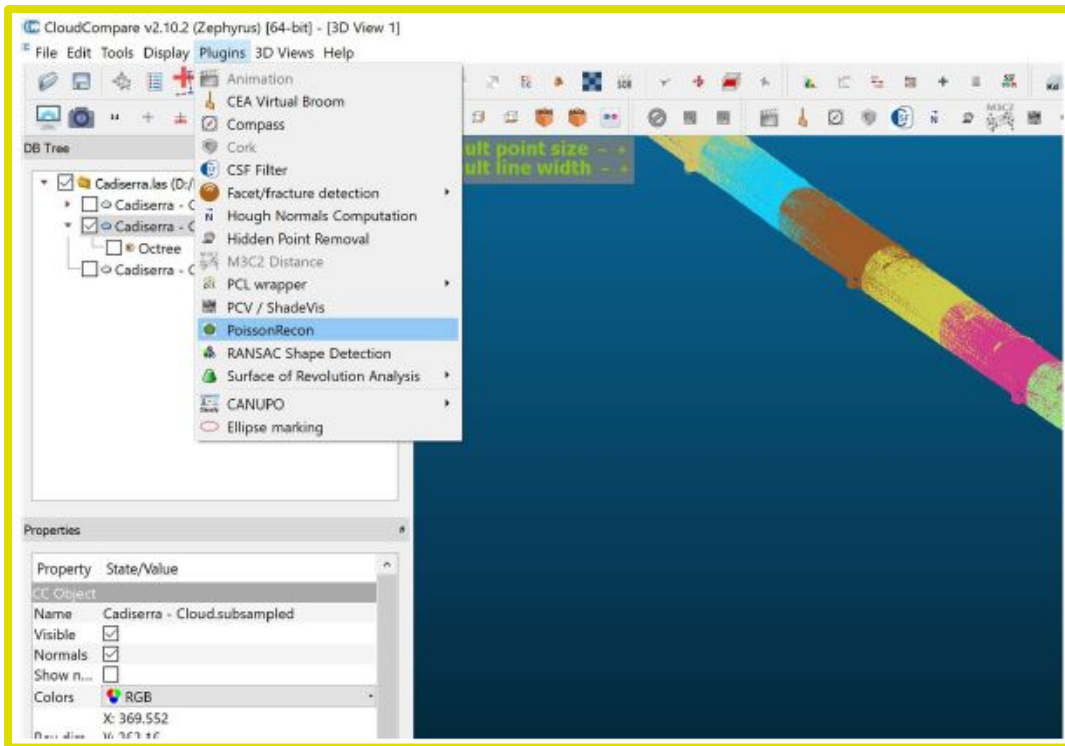 CloudCompare v2.10.2 (Zephyrus) [64-bit] - [3D View 1]
File Edit Tools Display Plugins 3D Views Help
Animation
CEA Virtual Broom
Compass
Cork
CSF Filter
Facet/fracture detection
Hough Normals Computation
Hidden Point Removal
M3C2 Distance
PCL wrapper
PCV / ShadeVis
PoissonRecon
RANSAC Shape Detection
Surface of Revolution Analysis
CANUPO
Ellipse marking
M3C2
ult point size - +
ult line width - +
DB Tree
Cadiserra.las (D:/
Cadiserra - C
Cadiserra - C
Octree
Cadiserra - C
Properties
Property State/Value
CC Object
Name Cadiserra - Cloud.subsampled
Visible
Normals
Show n...
Colors RGB
X: 369.552